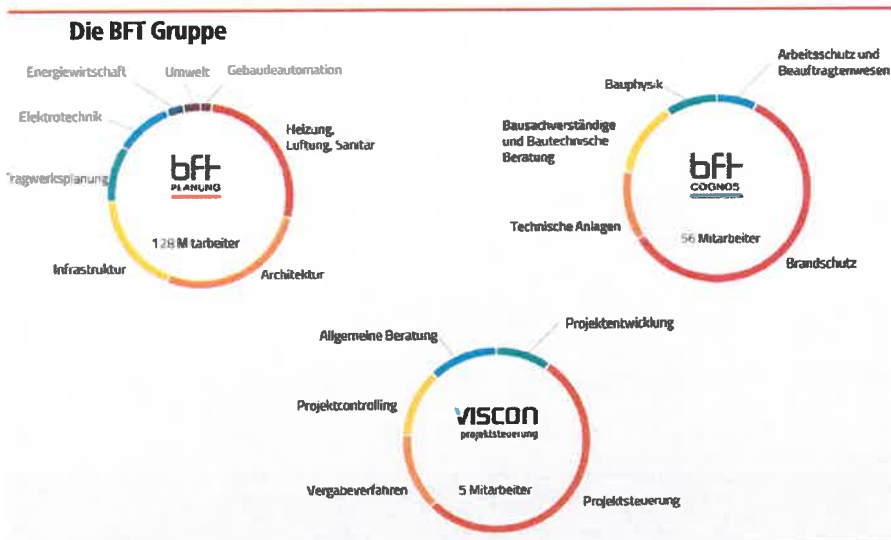 Die BFT Gruppe
Energiewirtschaft
Umwelt
Gebäudeautomation
Elektrotechnik
Heizung,
Lüftung, Sanitär
Tragwerksplanung
bft
PLANUNG
128 Mitarbeiter
Infrastruktur
Architektur
Arbeitsschutz und
Beauftragtenwesen
Bauphysik
Bausachverständige
und Bautechnische
Beratung
bft
COGNOS
Technische Anlagen
56 Mitarbeiter
Brandschutz
Allgemeine Beratung
Projektentwicklung
Projektcontrolling
VISCON
projektsteuerung
Vergabeverfahren
5 Mitarbeiter
Projektsteuerung